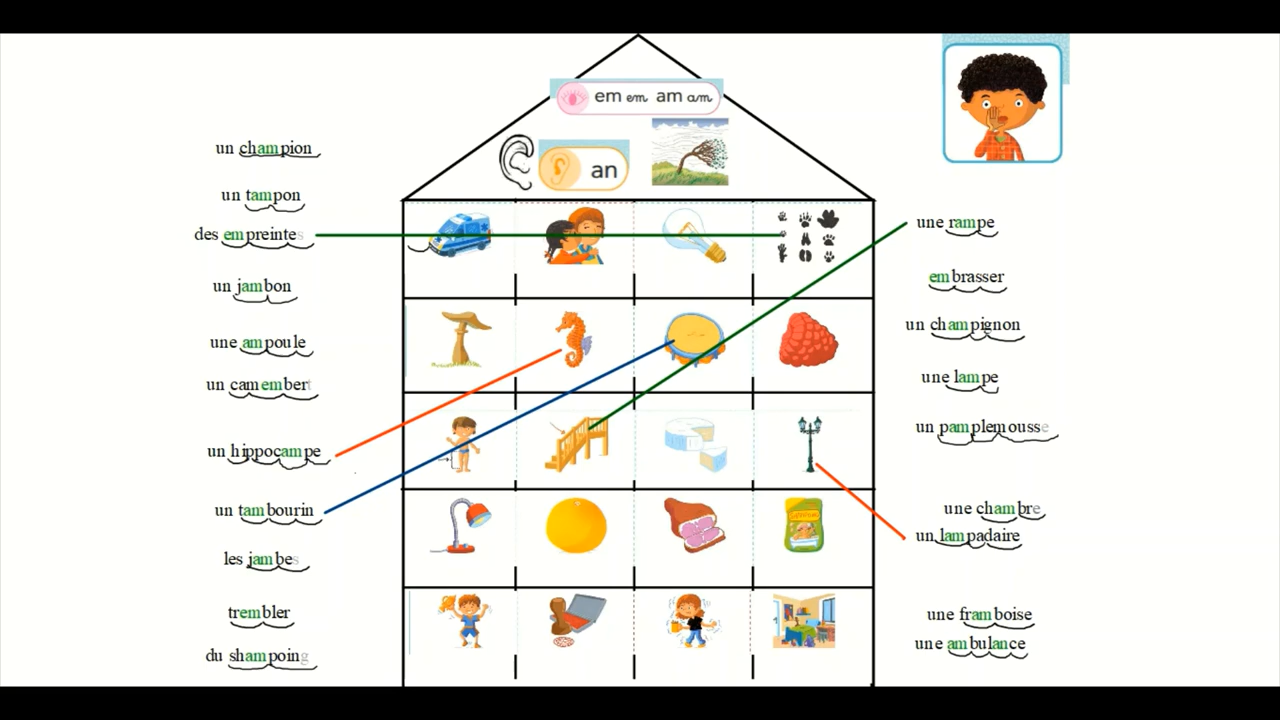 em em am am
an
un champion
un tampon
des empreintes
un jambon
une ampoule
un camembert
un hippocampe
un tambourin
les jambes
trembler
du shampoing
une rampe
embrasser
un champignon
une lampe
un pamplemousse
une chambre
un lampadaire
une framboise
une ambulance